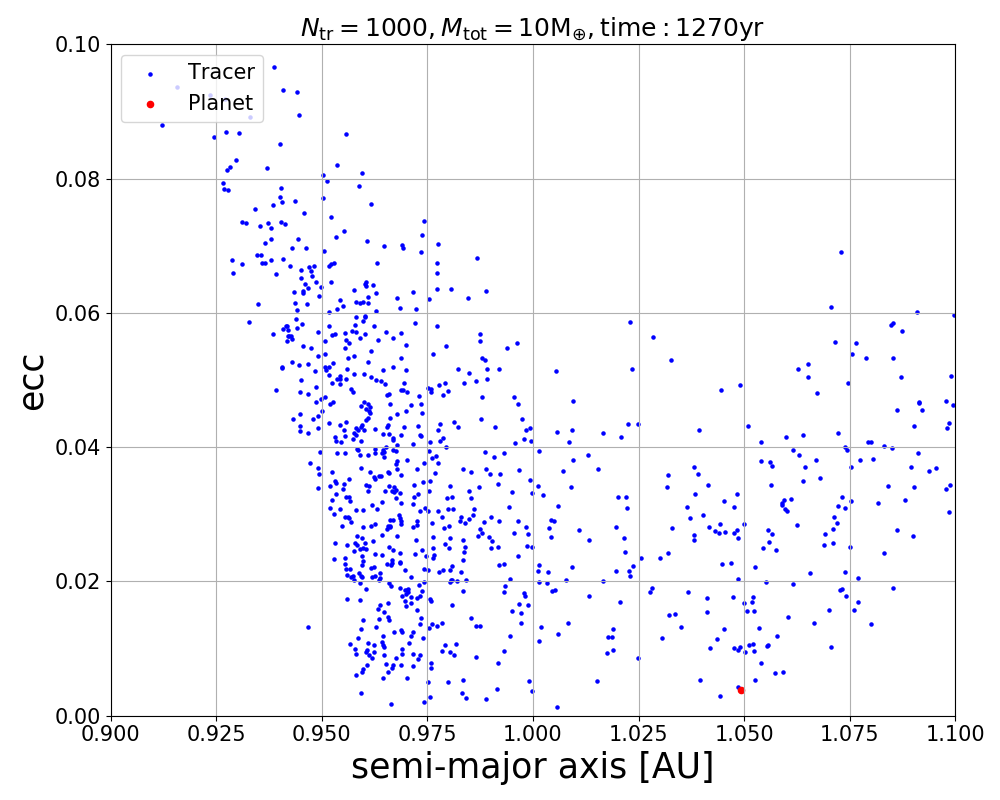 N_tr = 1000, M_tot = 10M_⊕, time : 1270yr
Tracer
Planet
ecc
0.10
0.08
0.06
0.04
0.02
0.00
0.900 0.925 0.950 0.975 1.000 1.025 1.050 1.075 1.100
semi-major axis [AU]